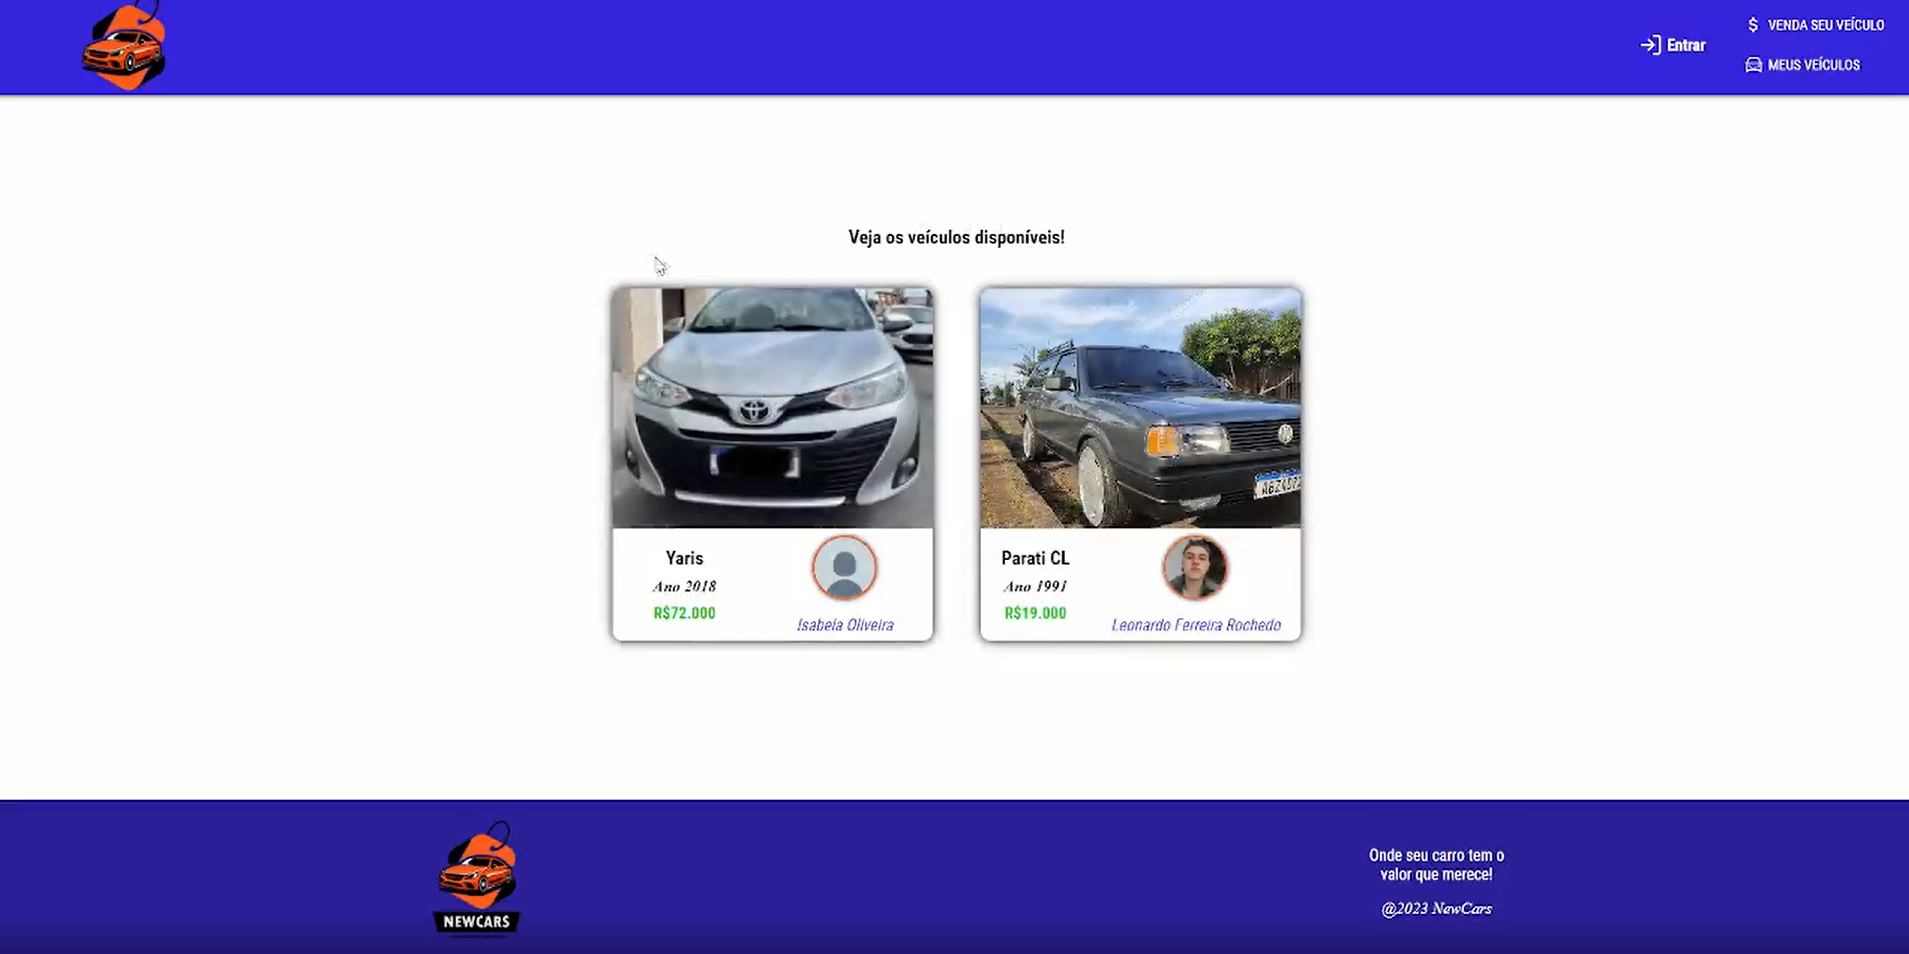 Entrar
$ VENDA SEU VEÍCULO
MEUS VEÍCULOS
Veja os veículos disponíveis!
Yaris
Ano 2018
R$72.000
Isabela Oliveira
Parati CL
Ano 1991
R$19.000
Leonardo Ferreira Rochedo
NEWCARS
Onde seu carro tem o
valor que merece!
@2023 NewCars